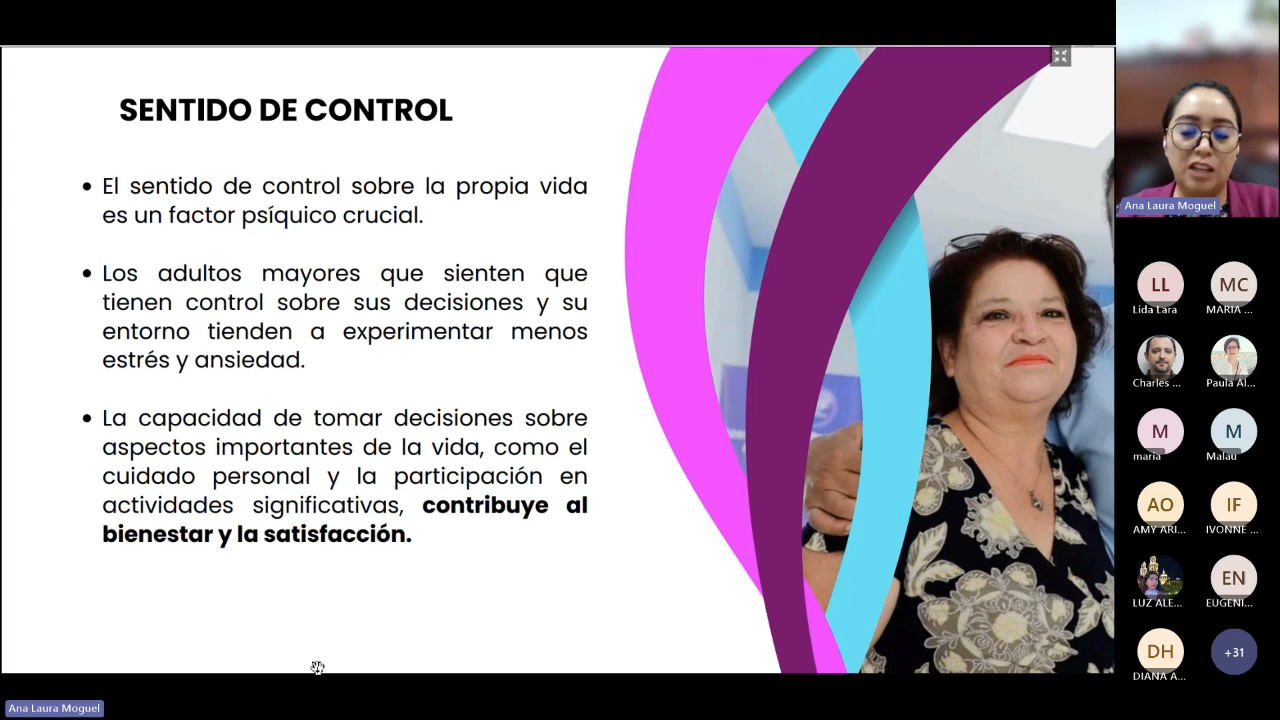 SENTIDO DE CONTROL
El sentido de control sobre la propia vida
es un factor psíquico crucial.
Los adultos mayores que sienten que
tienen control sobre sus decisiones y su
entorno tienden a experimentar menos
estrés y ansiedad.
La capacidad de tomar decisiones sobre
aspectos importantes de la vida, como el
cuidado personal y la participación en
actividades significativas, contribuye al
bienestar y la satisfacción.
Ana Laura Moguel
LL
MC
Lida Lara
MARIA ...
Charles ...
Paula Al...
M
M
maria
Malau
AO
IF
AMY ARI...
IVONNE ...
EN
LUZ ALE...
EUGENI...
DH
+31
DIANA A...
Ana Laura Moguel